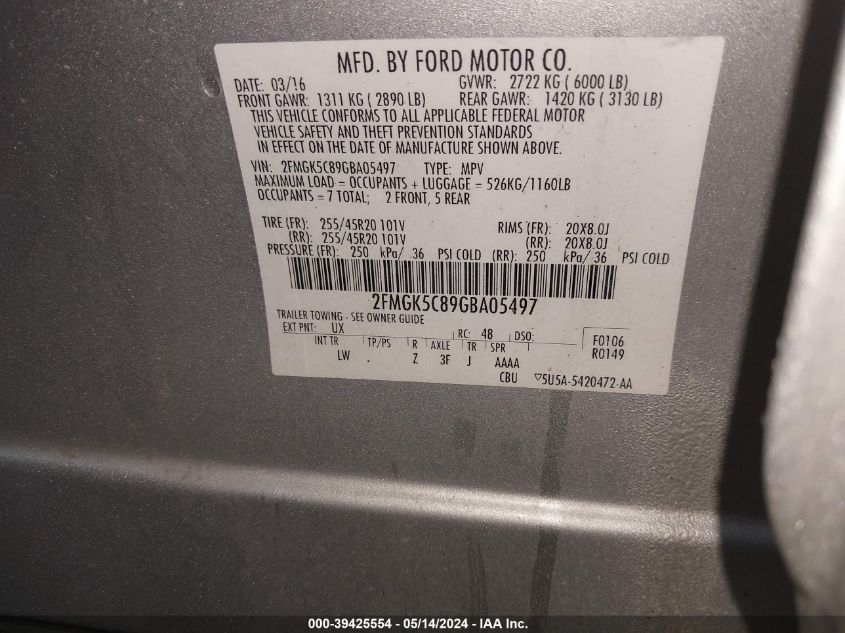 MFD. BY FORD MOTOR CO.
DATE: 03/16 GVWR: 2722 KG ( 6000 LB)
FRONT GAWR: 1311 KG ( 2890 LB) REAR GAWR: 1420 KG ( 3130 LB)
THIS VEHICLE CONFORMS TO ALL APPLICABLE FEDERAL MOTOR
VEHICLE SAFETY AND THEFT PREVENTION STANDARDS
IN EFFECT ON THE DATE OF MANUFACTURE SHOWN ABOVE.
VIN: 2FMGK5C89GBA05497 TYPE: MPV
MAXIMUM LOAD = OCCUPANTS + LUGGAGE = 526KG/1160LB
OCCUPANTS = 7 TOTAL; 2 FRONT, 5 REAR
TIRE (FR): 255/45R20 101V RIMS (FR): 20X8.0J
(RR): 255/45R20 101V (RR): 20X8.0J
PRESSURE (FR): 250 kPa/ 36 PSI COLD (RR): 250 kPa/ 36 PSI COLD
2FMGK5C89GBA05497
TRAILER TOWING - SEE OWNER GUIDE
EXT PNT: UX RC: 48 DSO: F0106
INT TR TP/PS R AXLE TR SPR R0149
LW . Z 3F J AAAA
CBU ▽5U5A-5420472-AA
000-39425554 - 05/14/2024 - IAA Inc.